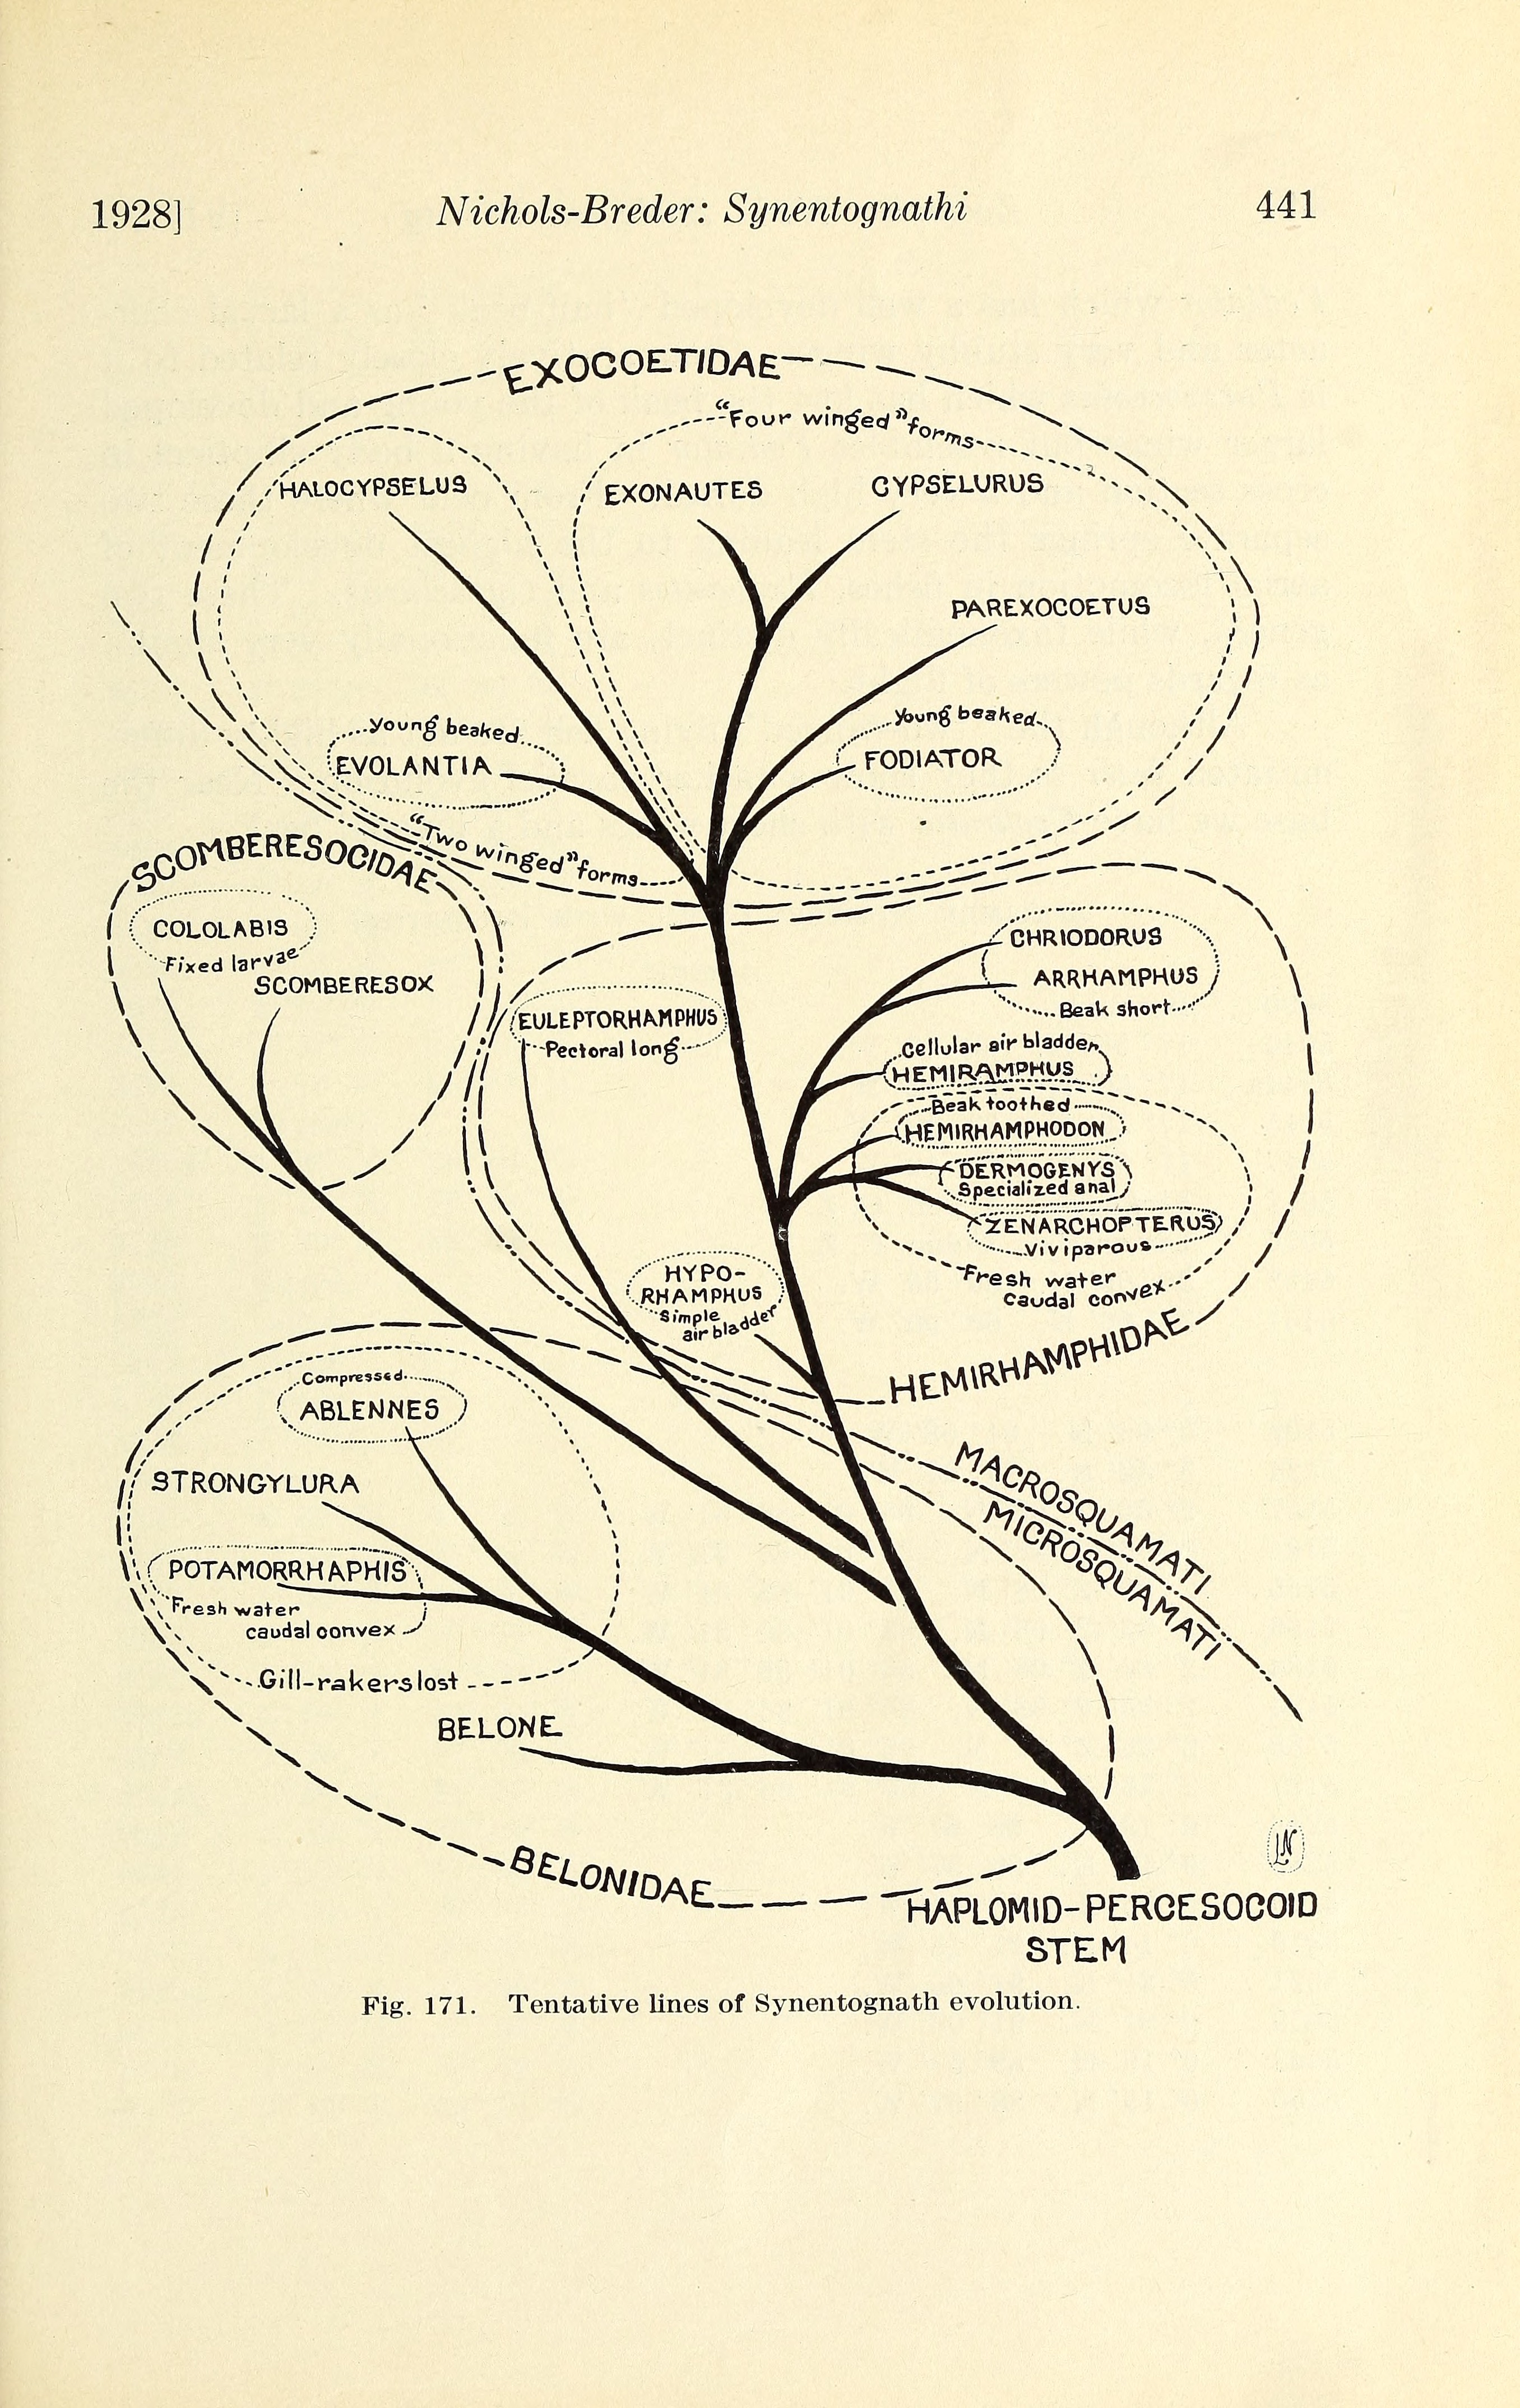 1928]
Nichols-Breder: Synentognathi
441
EXOCOETIDAE
"Four winged" forms
HALOCYPSELUS
EXONAUTES
CYPSELURUS
PAREXOCOETUS
young beaked
EVOLANTIA
Young beaked
FODIATOR
"Two winged" forms
SCOMBERESOCIDAE
COLOLABIS
Fixed larvae
SCOMBERESOX
EULEPTORHAMPHUS
Pectoral long
CHRIODORUS
ARRHAMPHUS
Beak short
Cellular air bladder
HEMIRAMPHUS
Beak toothed
HEMIRHAMPHODON
DERMOGENYS
Specialized anal
ZENARCHOPTERUS
Viviparous
Fresh water
caudal convex
HYPO-
RHAMPHUS
Simple
air bladder
HEMIRHAMPHIDAE
MACROSQUAMATI
MICROSQUAMATI
Compressed
ABLENNES
STRONGYLURA
POTAMORRHAPHIS
Fresh water
caudal convex
Gill-rakers lost
BELONE
BELONIDAE
HAPLOMID-PERCESOCOID
STEM
Fig. 171. Tentative lines of Synentognath evolution.